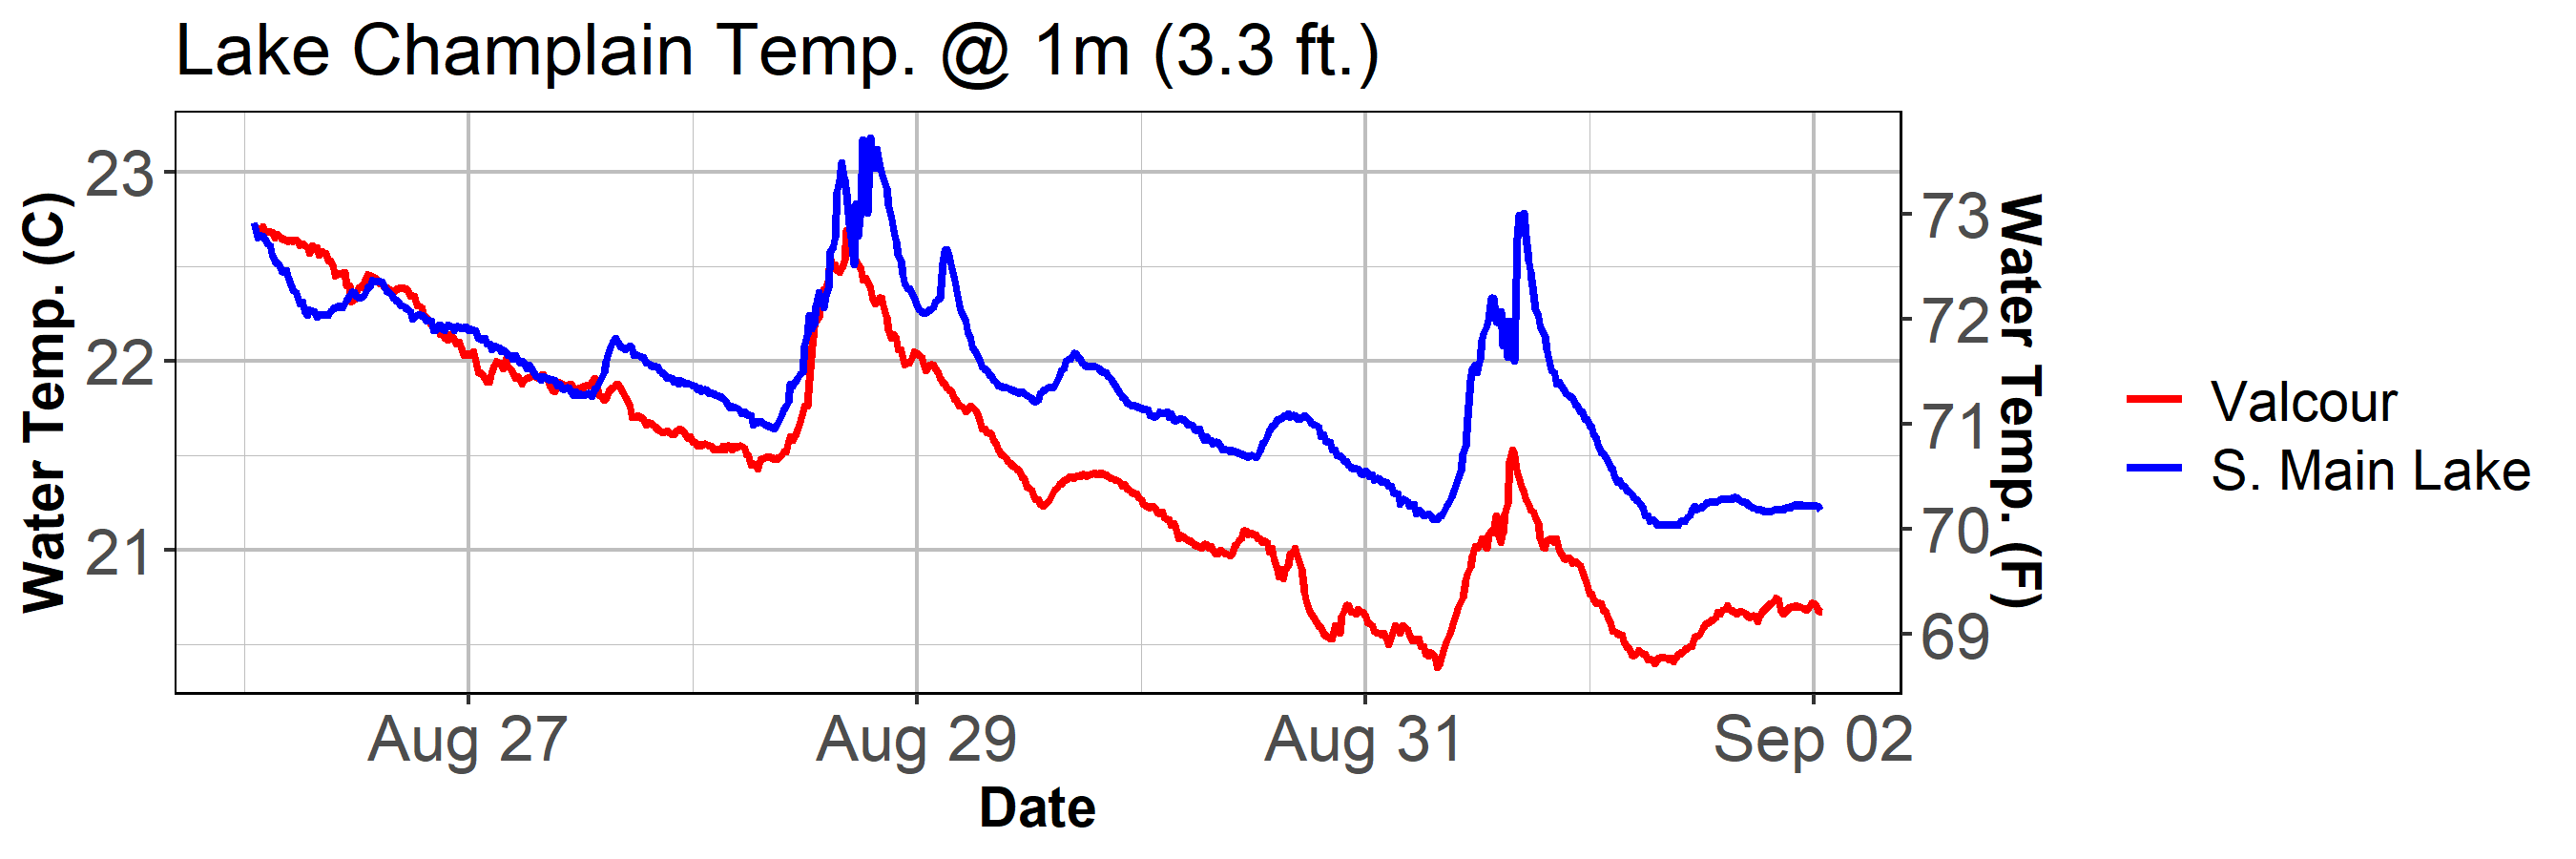 Lake Champlain Temp. @ 1m (3.3 ft.)
Water Temp. (C)
23
22
21
73
72
71
70
69
Water Temp. (F)
Aug 27
Aug 29
Aug 31
Sep 02
Date
Valcour
S. Main Lake